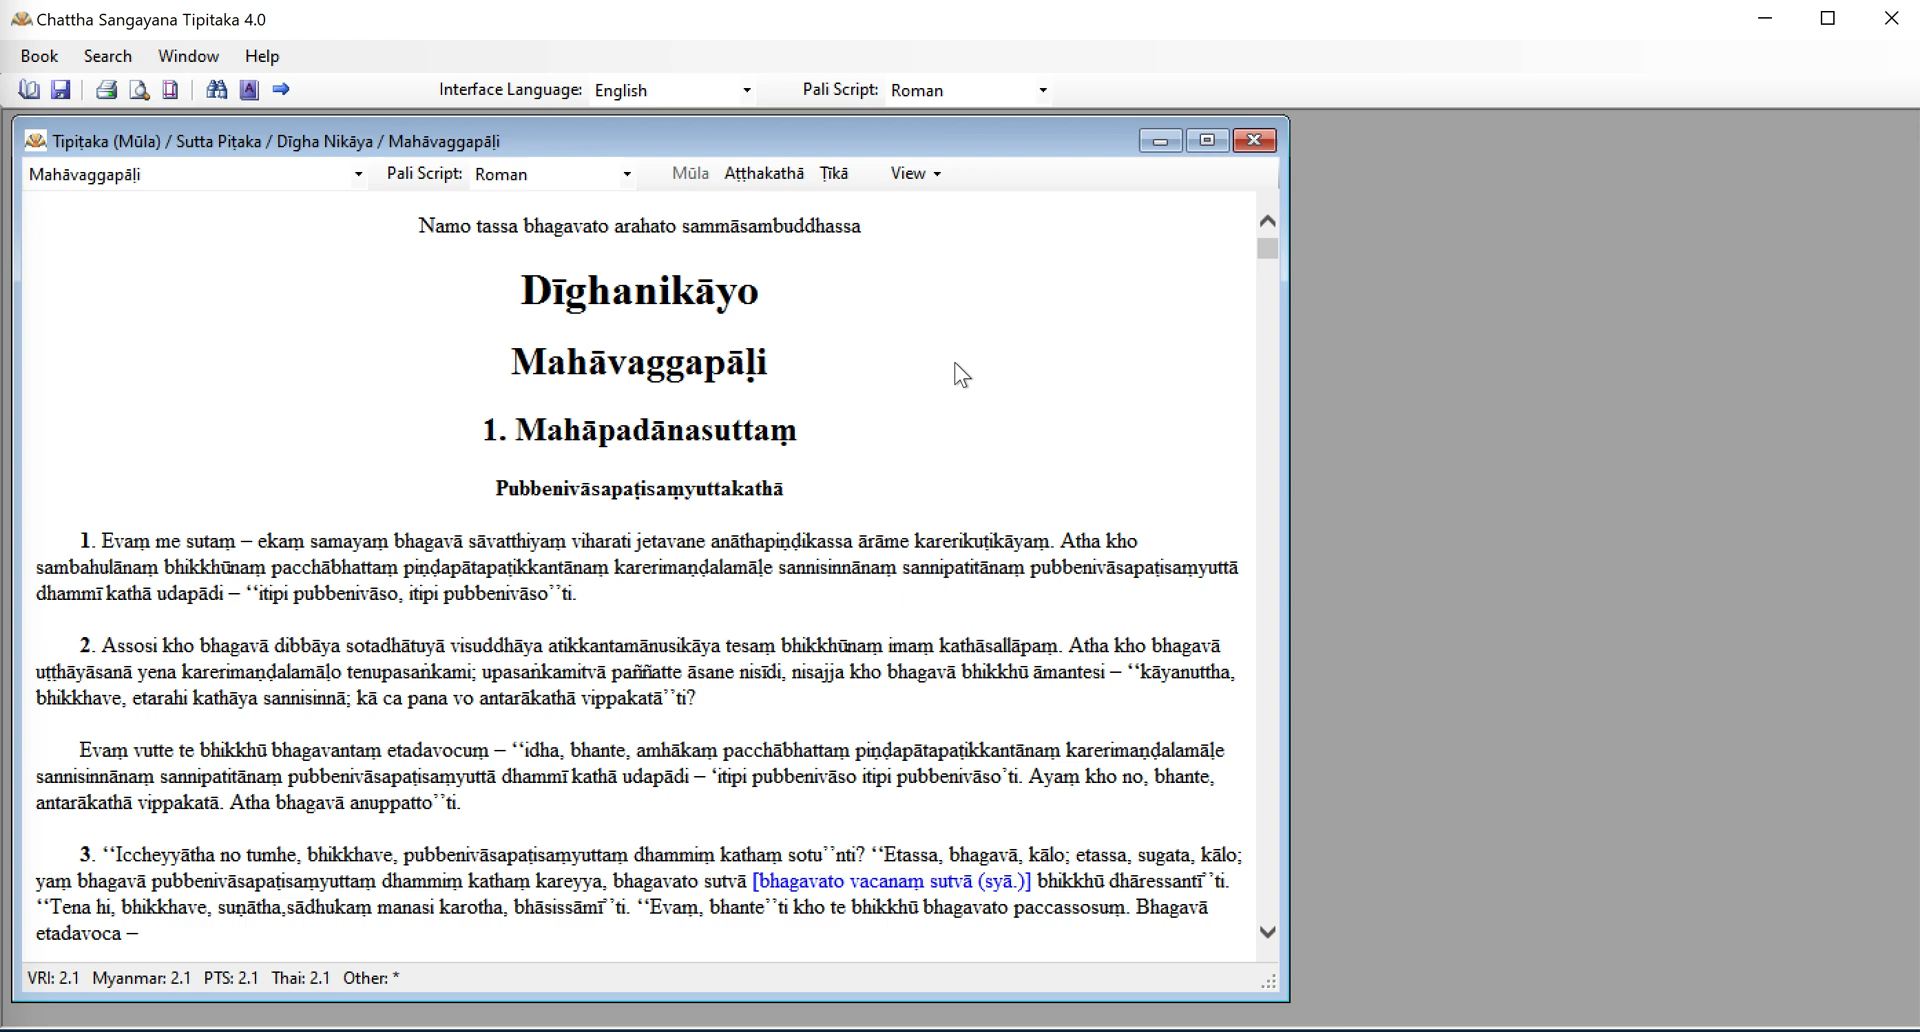 Chattha Sangayana Tipitaka 4.0
Book Search Window Help
Interface Language: English Pali Script: Roman
Tipiṭaka (Mūla) / Sutta Piṭaka / Dīgha Nikāya / Mahāvaggapāḷi
Mahāvaggapāḷi Pali Script: Roman Mūla Aṭṭhakathā Ṭīkā View
Namo tassa bhagavato arahato sammāsambuddhassa
Dīghanikāyo
Mahāvaggapāḷi
1. Mahāpadānasuttaṃ
Pubbenivāsapaṭisaṃyuttakathā
1. Evaṃ me sutaṃ – ekaṃ samayaṃ bhagavā sāvatthiyaṃ viharati jetavane anāthapiṇḍikassa ārāme karerikuṭikāyaṃ. Atha kho
sambahulānaṃ bhikkhūnaṃ pacchābhattaṃ piṇḍapātapaṭikkantānaṃ karerimaṇḍalamāḷe sannisinnānaṃ sannipatitānaṃ pubbenivāsapaṭisaṃyuttā
dhammī kathā udapādi – ‘‘itipi pubbenivāso, itipi pubbenivāso’’ti.
2. Assosi kho bhagavā dibbāya sotadhātuyā visuddhāya atikkantamānusikāya tesaṃ bhikkhūnaṃ imaṃ kathāsallāpaṃ. Atha kho bhagavā
uṭṭhāyāsanā yena karerimaṇḍalamāḷo tenupasaṅkami; upasaṅkamitvā paññatte āsane nisīdi, nisajja kho bhagavā bhikkhū āmantesi – ‘‘kāyanuttha,
bhikkhave, etarahi kathāya sannisinnā; kā ca pana vo antarākathā vippakatā’’ti?
Evaṃ vutte te bhikkhū bhagavantaṃ etadavocuṃ – ‘‘idha, bhante, amhākaṃ pacchābhattaṃ piṇḍapātapaṭikkantānaṃ karerimaṇḍalamāḷe
sannisinnānaṃ sannipatitānaṃ pubbenivāsapaṭisaṃyuttā dhammī kathā udapādi – ‘itipi pubbenivāso itipi pubbenivāso’ti. Ayaṃ kho no, bhante,
antarākathā vippakatā. Atha bhagavā anuppatto’’ti.
3. ‘‘Iccheyyātha no tumhe, bhikkhave, pubbenivāsapaṭisaṃyuttaṃ dhammiṃ kathaṃ sotu’’nti? ‘‘Etassa, bhagavā, kālo; etassa, sugata, kālo;
yaṃ bhagavā pubbenivāsapaṭisaṃyuttaṃ dhammiṃ kathaṃ kareyya, bhagavato sutvā [bhagavato vacanaṃ sutvā (syā.)] bhikkhū dhāressantī’’ti.
‘‘Tena hi, bhikkhave, suṇātha,sādhukaṃ manasi karotha, bhāsissāmī’’ti. ‘‘Evaṃ, bhante’’ti kho te bhikkhū bhagavato paccassosuṃ. Bhagavā
etadavoca –
VRI: 2.1 Myanmar: 2.1 PTS: 2.1 Thai: 2.1 Other: *